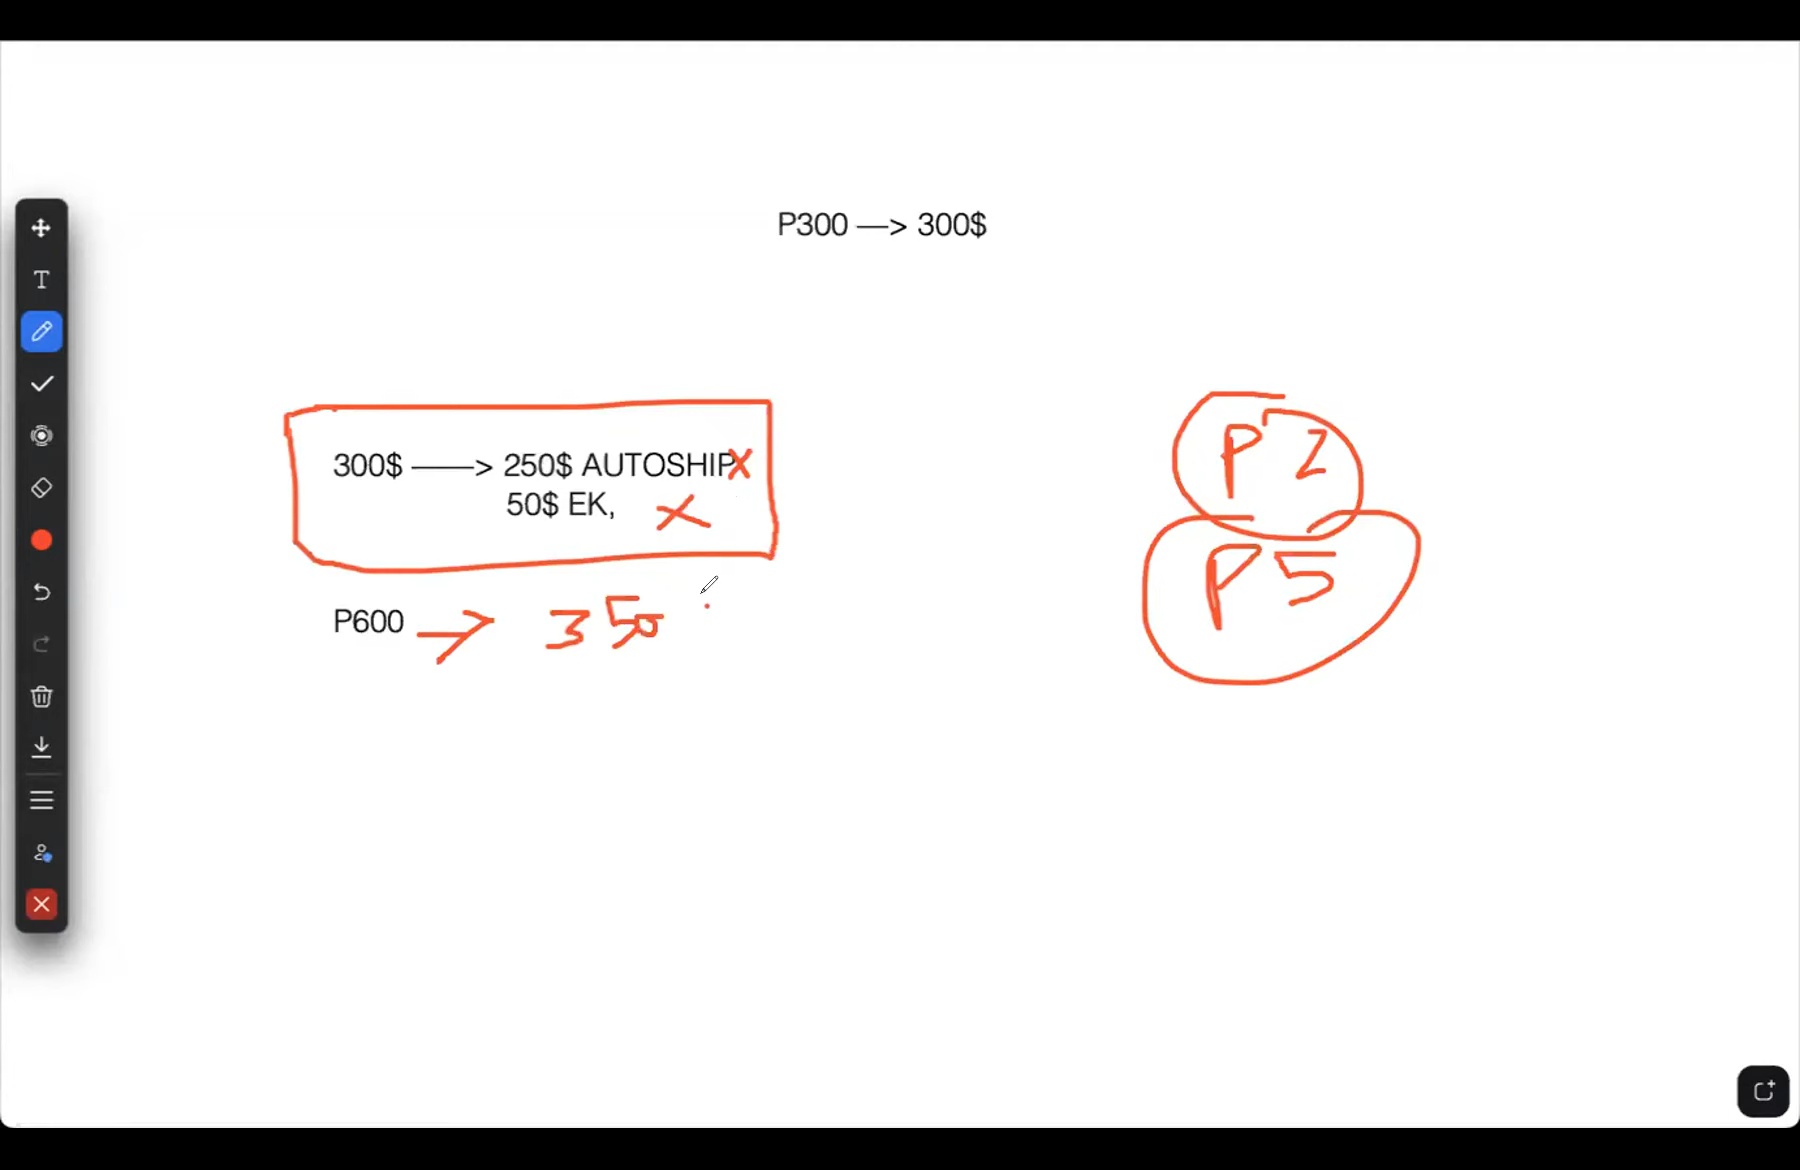 P300 —> 300$
300$ ——> 250$ AUTOSHIP X
50$ EK, X
P600 → 350
P2
P5